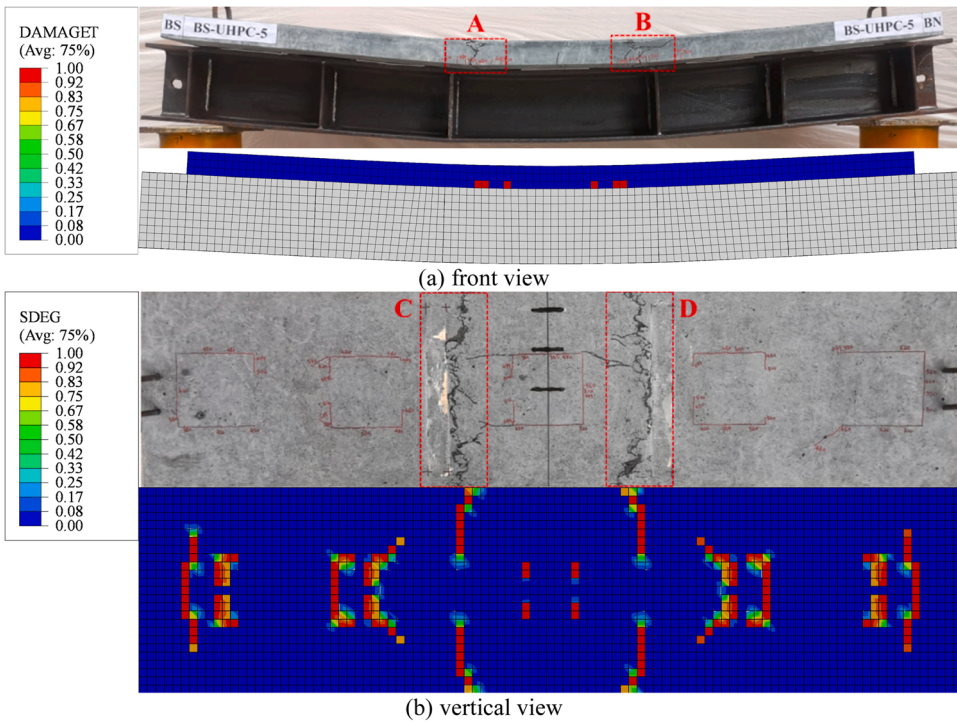 DAMAGET
(Avg: 75%)
1.00
0.92
0.83
0.75
0.67
0.58
0.50
0.42
0.33
0.25
0.17
0.08
0.00
BS
BS-UHPC-5
A
B
BS-UHPC-5
BN
(a) front view
SDEG
(Avg: 75%)
1.00
0.92
0.83
0.75
0.67
0.58
0.50
0.42
0.33
0.25
0.17
0.08
0.00
C
D
(b) vertical view